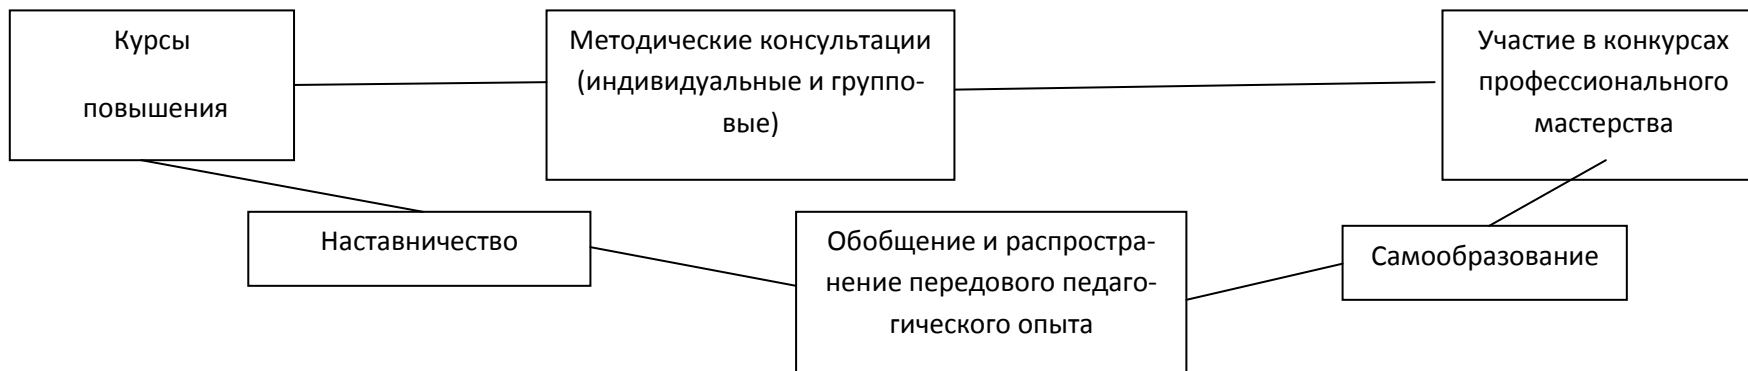 Курсы
повышения
Методические консультации
(индивидуальные и группо-
вые)
Участие в конкурсах
профессионального
мастерства
Наставничество
Обобщение и распростра-
нение передового педаго-
гического опыта
Самообразование